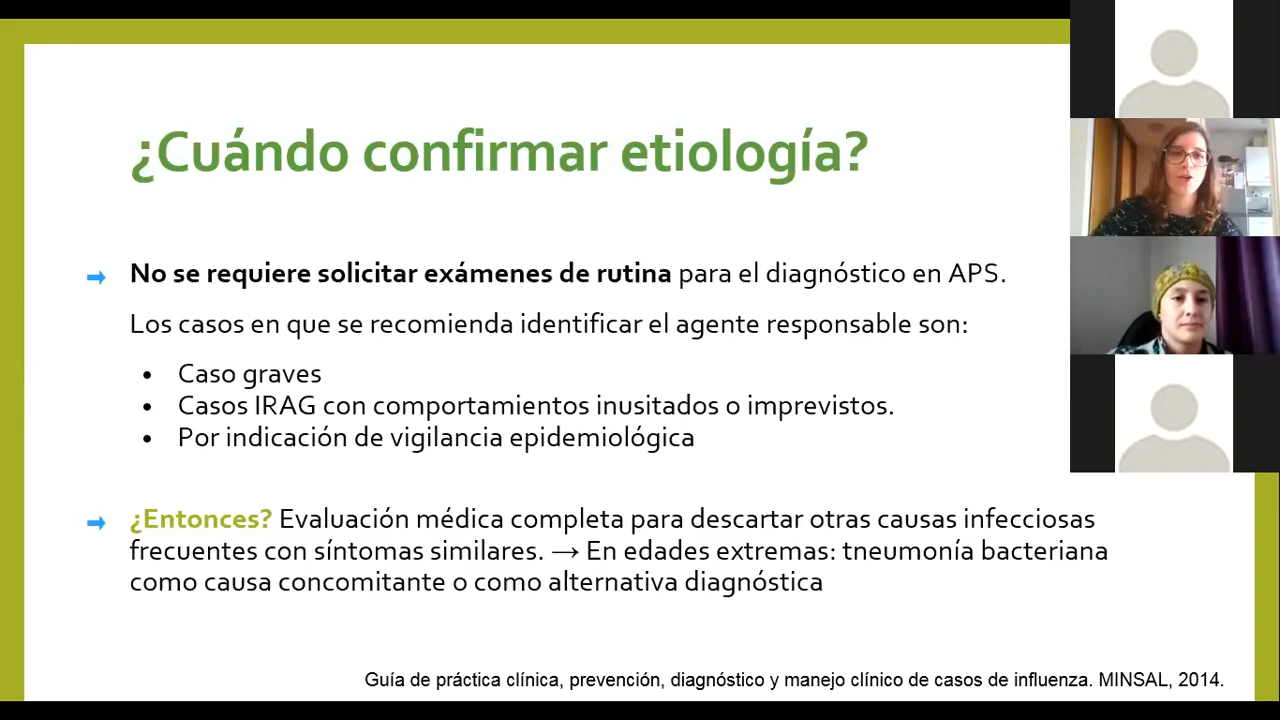 ¿Cuándo confirmar etiología?
No se requiere solicitar exámenes de rutina para el diagnóstico en APS.
Los casos en que se recomienda identificar el agente responsable son:
• Caso graves
• Casos IRAG con comportamientos inusitados o imprevistos.
• Por indicación de vigilancia epidemiológica
¿Entonces? Evaluación médica completa para descartar otras causas infecciosas
frecuentes con síntomas similares. → En edades extremas: tneumonía bacteriana
como causa concomitante o como alternativa diagnóstica
Guía de práctica clínica, prevención, diagnóstico y manejo clínico de casos de influenza. MINSAL, 2014.